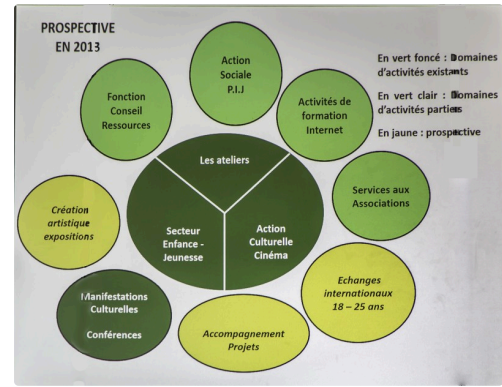 PROSPECTIVE
EN 2013
Action
Sociale
P.I.J
En vert foncé : Domaines
d'activités existants
En vert clair : Domaines
d'activités parties
En jaune : prospective
Fonction
Conseil
Ressources
Activités de
formation
Internet
Les ateliers
Services aux
Associations
Création
artistique
expositions
Secteur
Enfance -
Jeunesse
Action
Culturelle
Cinéma
Echanges
internationaux
18 – 25 ans
Manifestations
Culturelles
Conférences
Accompagnement
Projets